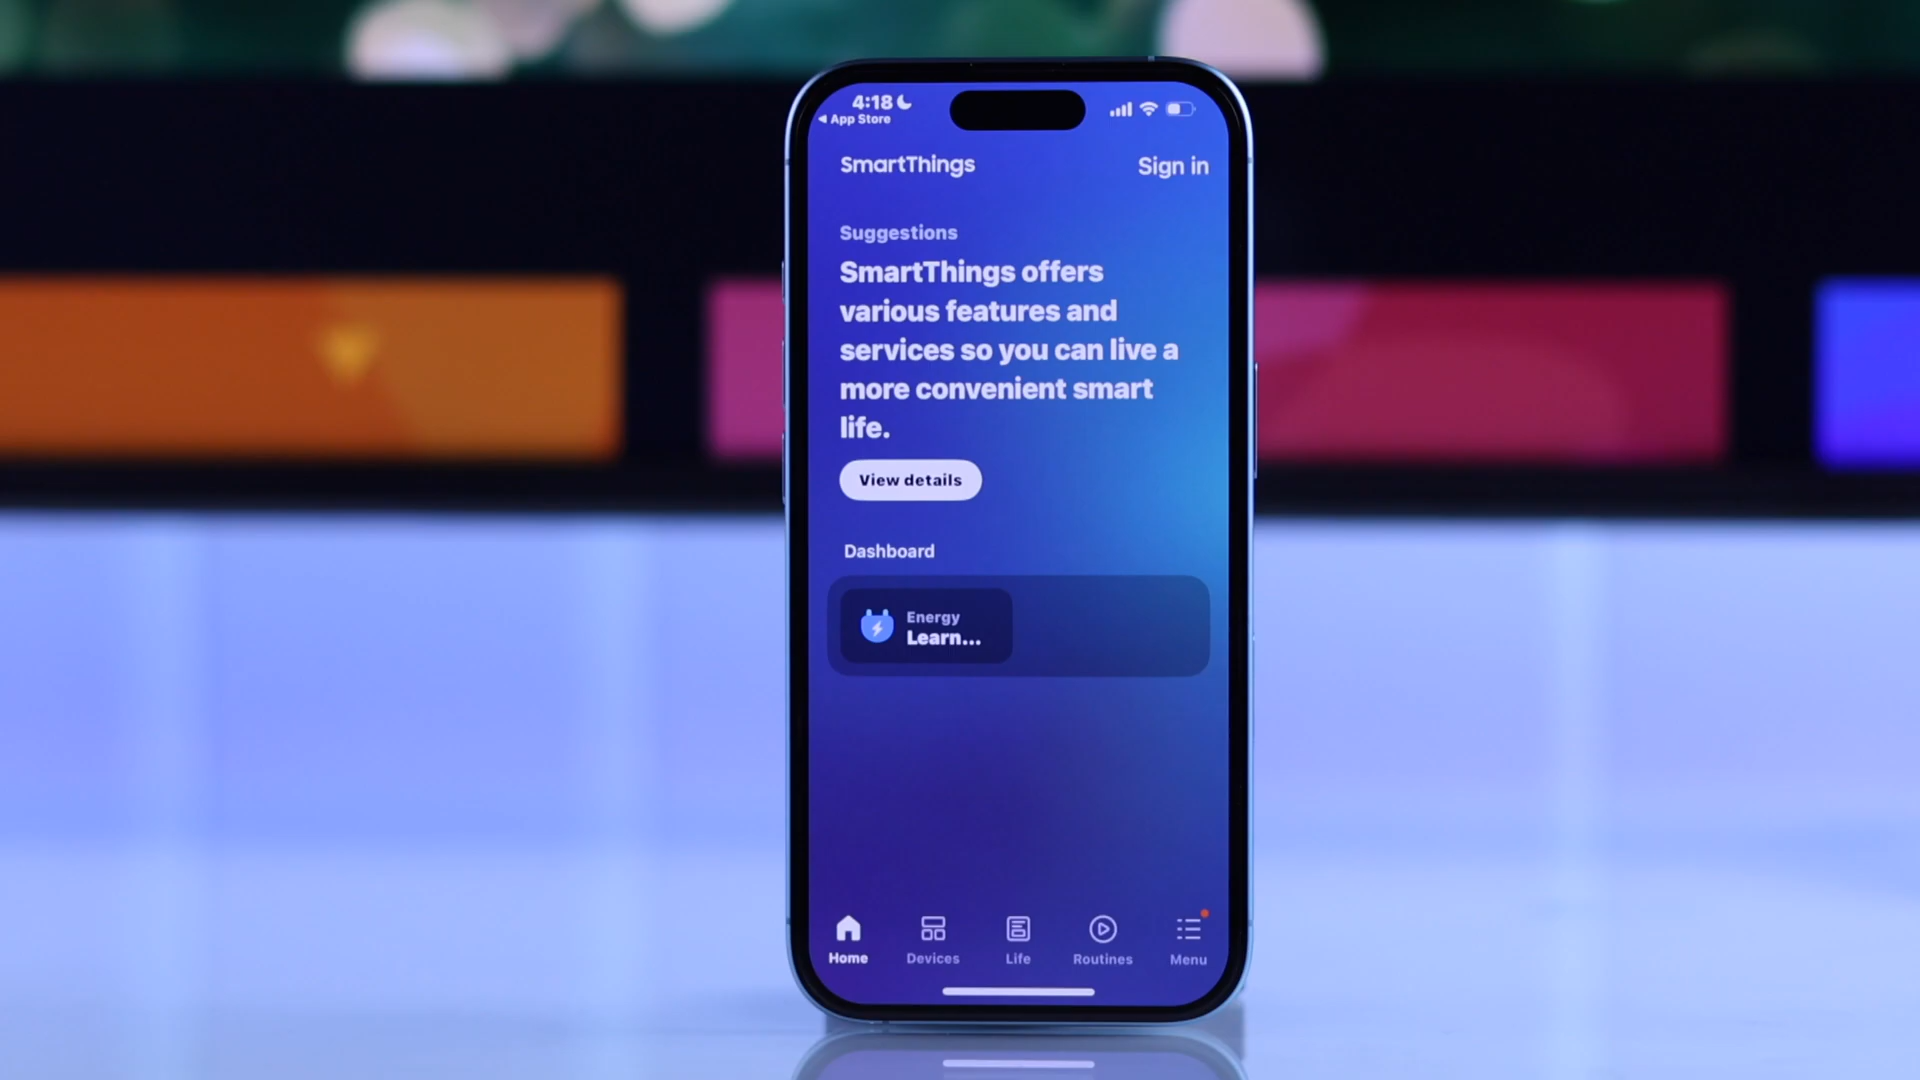 4:18
App Store
SmartThings
Sign in
Suggestions
SmartThings offers
various features and
services so you can live a
more convenient smart
life.
View details
Dashboard
Energy
Learn...
Home
Devices
Life
Routines
Menu